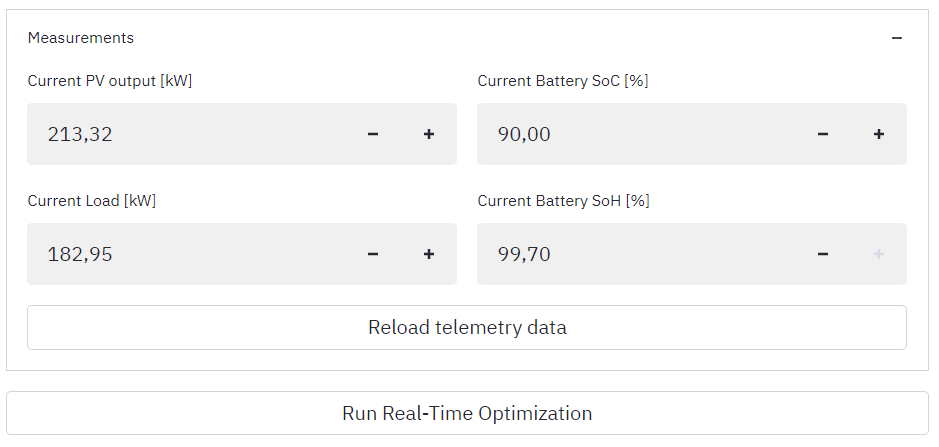 Measurements
Current PV output [kW]
Current Battery SoC [%]
213,32
90,00
Current Load [kW]
Current Battery SoH [%]
182,95
99,70
Reload telemetry data
Run Real-Time Optimization